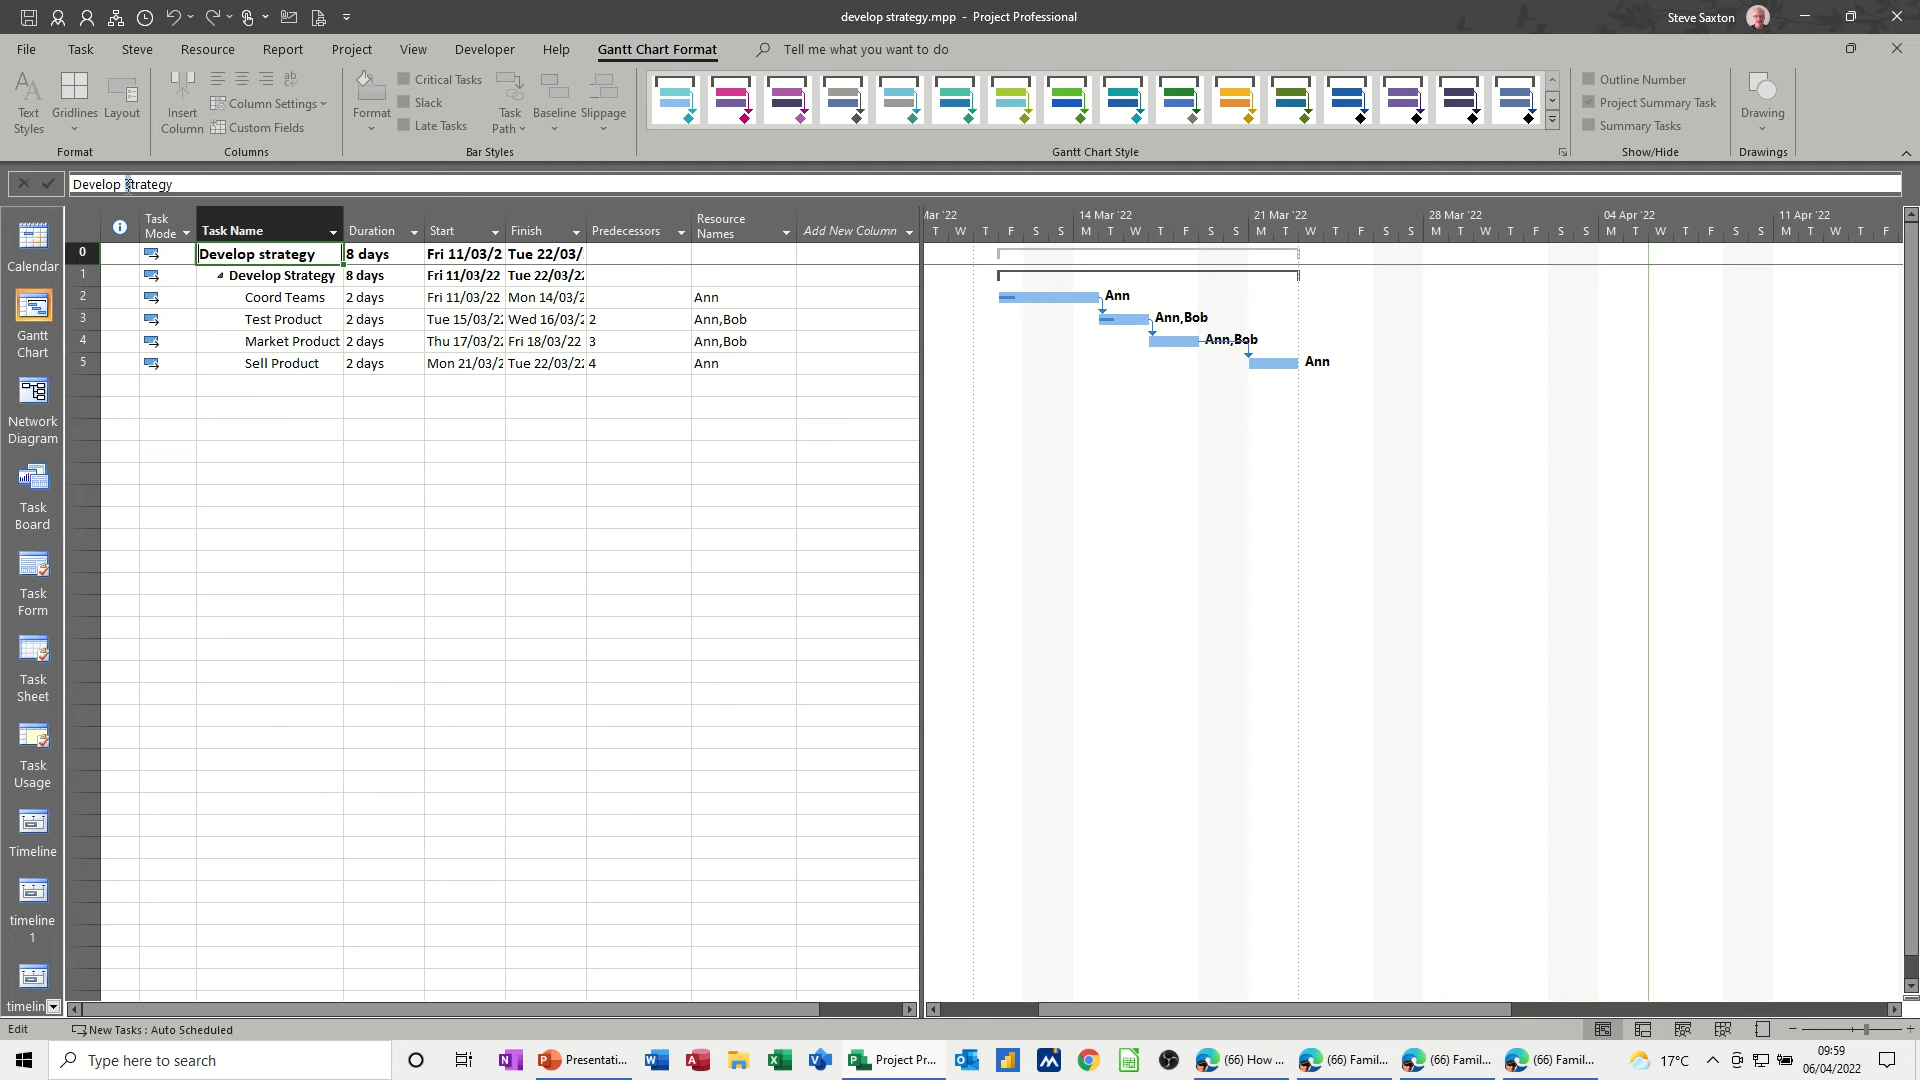 develop strategy.mpp - Project Professional
Steve Saxton
File Task Steve Resource Report Project View Developer Help Gantt Chart Format Tell me what you want to do
Text Styles
Gridlines
Layout
Format
Insert Column
Column Settings
Custom Fields
Columns
Format
Critical Tasks
Slack
Late Tasks
Task Path
Baseline
Slippage
Bar Styles
Gantt Chart Style
Outline Number
Project Summary Task
Summary Tasks
Show/Hide
Drawing
Drawings
Develop strategy
Calendar
Gantt Chart
Network Diagram
Task Board
Task Form
Task Sheet
Task Usage
Timeline
timeline 1
timelin
Task Mode Task Name Duration Start Finish Predecessors Resource Names Add New Column
0 Develop strategy 8 days Fri 11/03/2 Tue 22/03/
1 Develop Strategy 8 days Fri 11/03/22 Tue 22/03/22
2 Coord Teams 2 days Fri 11/03/22 Mon 14/03/2 Ann
3 Test Product 2 days Tue 15/03/22 Wed 16/03/2 2 Ann,Bob
4 Market Product 2 days Thu 17/03/22 Fri 18/03/22 3 Ann,Bob
5 Sell Product 2 days Mon 21/03/2 Tue 22/03/22 4 Ann
Mar '22 14 Mar '22 21 Mar '22 28 Mar '22 04 Apr '22 11 Apr '22
T W T F S S M T W T F S S M T W T F S S M T W T F S S M T W T F S S M T W T F
Ann
Ann,Bob
Ann,Bob
Ann
Edit New Tasks : Auto Scheduled
Type here to search
Presentati...
Project Pr...
(66) How ...
(66) Famil...
(66) Famil...
(66) Famil...
17°C
09:59
06/04/2022